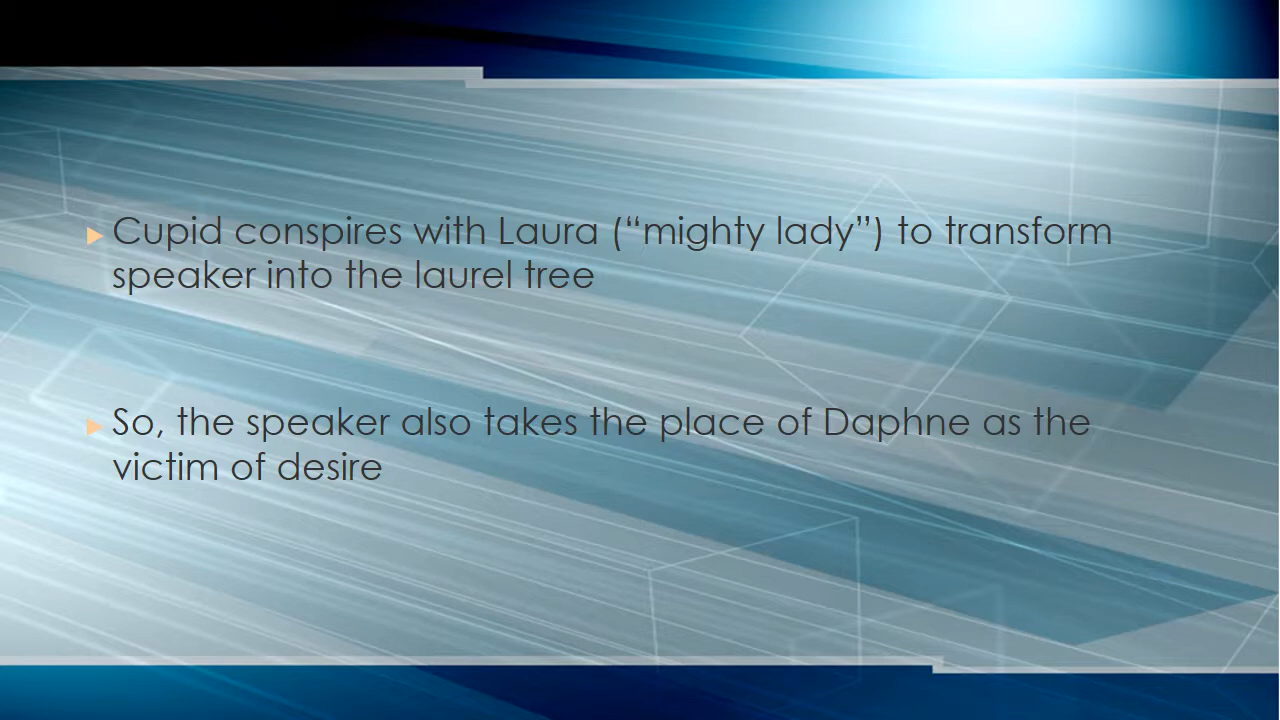 Cupid conspires with Laura (“mighty lady”) to transform
speaker into the laurel tree
So, the speaker also takes the place of Daphne as the
victim of desire